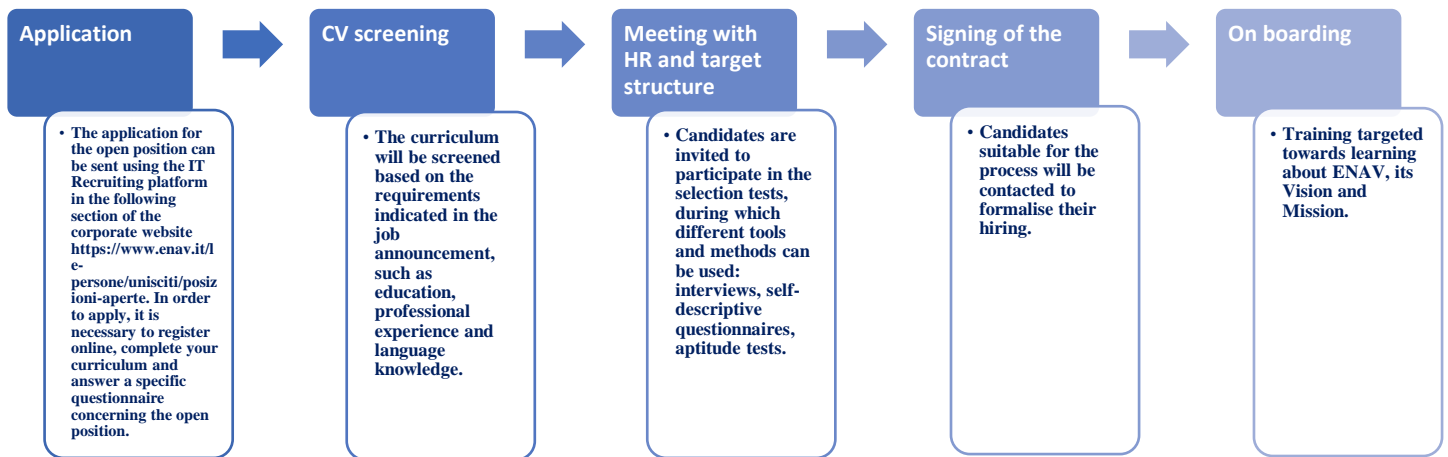 Application
• The application for
the open position can
be sent using the IT
Recruiting platform
in the following
section of the
corporate website
https://www.enav.it/l
e-
persone/unisciti/posiz
ioni-aperte. In order
to apply, it is
necessary to register
online, complete your
curriculum and
answer a specific
questionnaire
concerning the open
position.
CV screening
• The curriculum
will be screened
based on the
requirements
indicated in the
job
announcement,
such as
education,
professional
experience and
language
knowledge.
Meeting with
HR and target
structure
• Candidates are
invited to
participate in the
selection tests,
during which
different tools
and methods can
be used:
interviews, self-
descriptive
questionnaires,
aptitude tests.
Signing of the
contract
• Candidates
suitable for the
process will be
contacted to
formalise their
hiring.
On boarding
• Training targeted
towards learning
about ENAV, its
Vision and
Mission.